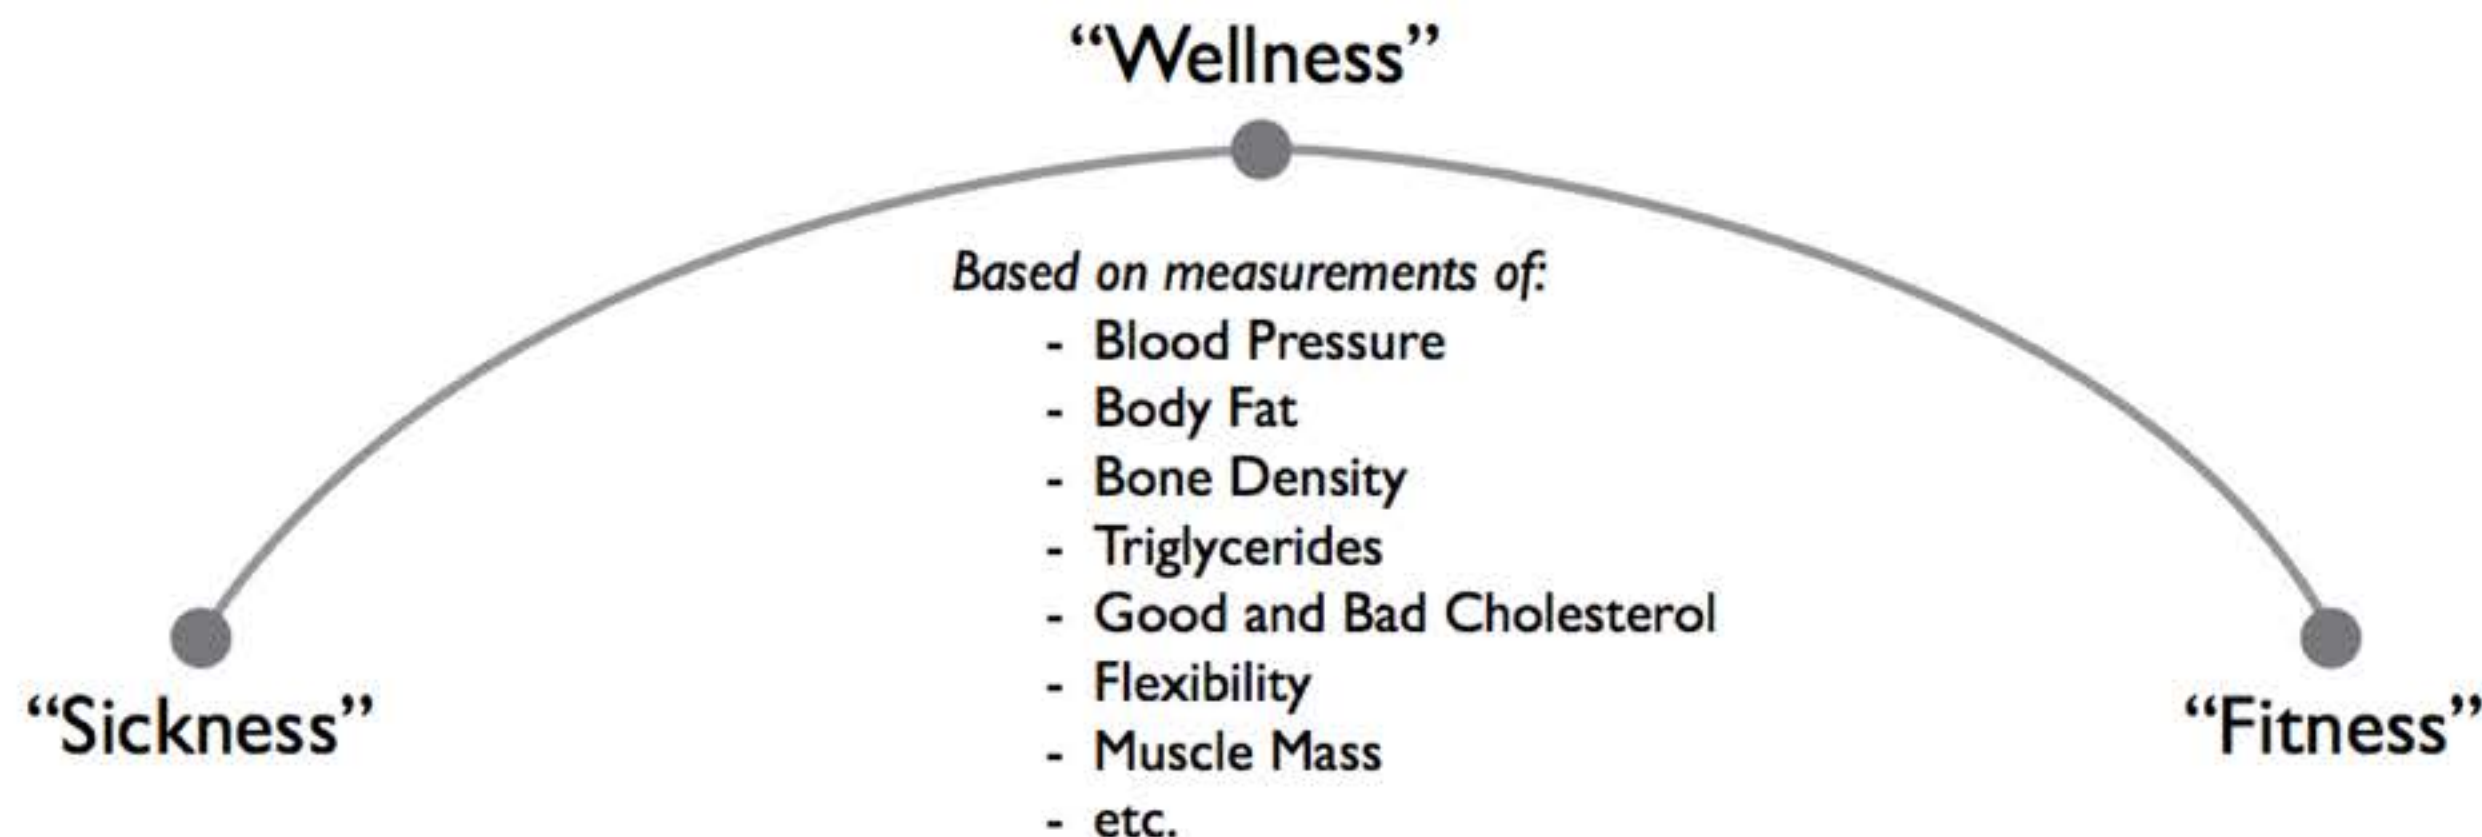 “Wellness”
Based on measurements of:
- Blood Pressure
- Body Fat
- Bone Density
- Triglycerides
- Good and Bad Cholesterol
- Flexibility
- Muscle Mass
- etc.
“Sickness”
“Fitness”